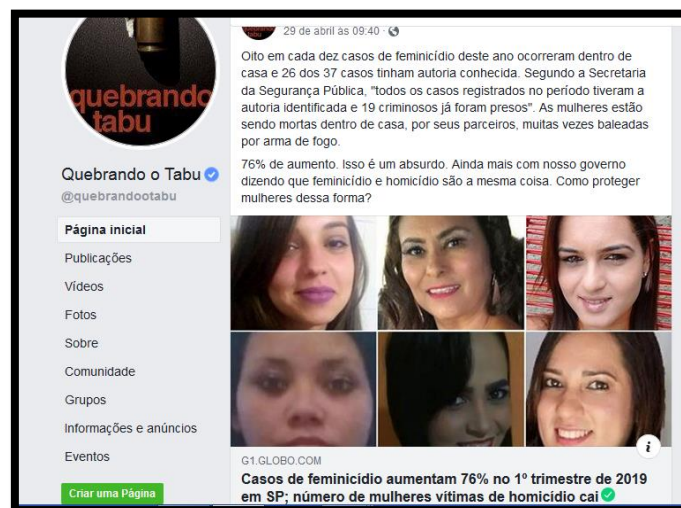 quebrando
tabu
Quebrando o Tabu
@quebrandootabu
Página inicial
Publicações
Vídeos
Fotos
Sobre
Comunidade
Grupos
Informações e anúncios
Eventos
Criar uma Página
29 de abril às 09:40 ·
Oito em cada dez casos de feminicídio deste ano ocorreram dentro de
casa e 26 dos 37 casos tinham autoria conhecida. Segundo a Secretaria
da Segurança Pública, "todos os casos registrados no período tiveram a
autoria identificada e 19 criminosos já foram presos". As mulheres estão
sendo mortas dentro de casa, por seus parceiros, muitas vezes baleadas
por arma de fogo.
76% de aumento. Isso é um absurdo. Ainda mais com nosso governo
dizendo que feminicídio e homicídio são a mesma coisa. Como proteger
mulheres dessa forma?
i
G1.GLOBO.COM
Casos de feminicídio aumentam 76% no 1º trimestre de 2019
em SP; número de mulheres vítimas de homicídio cai